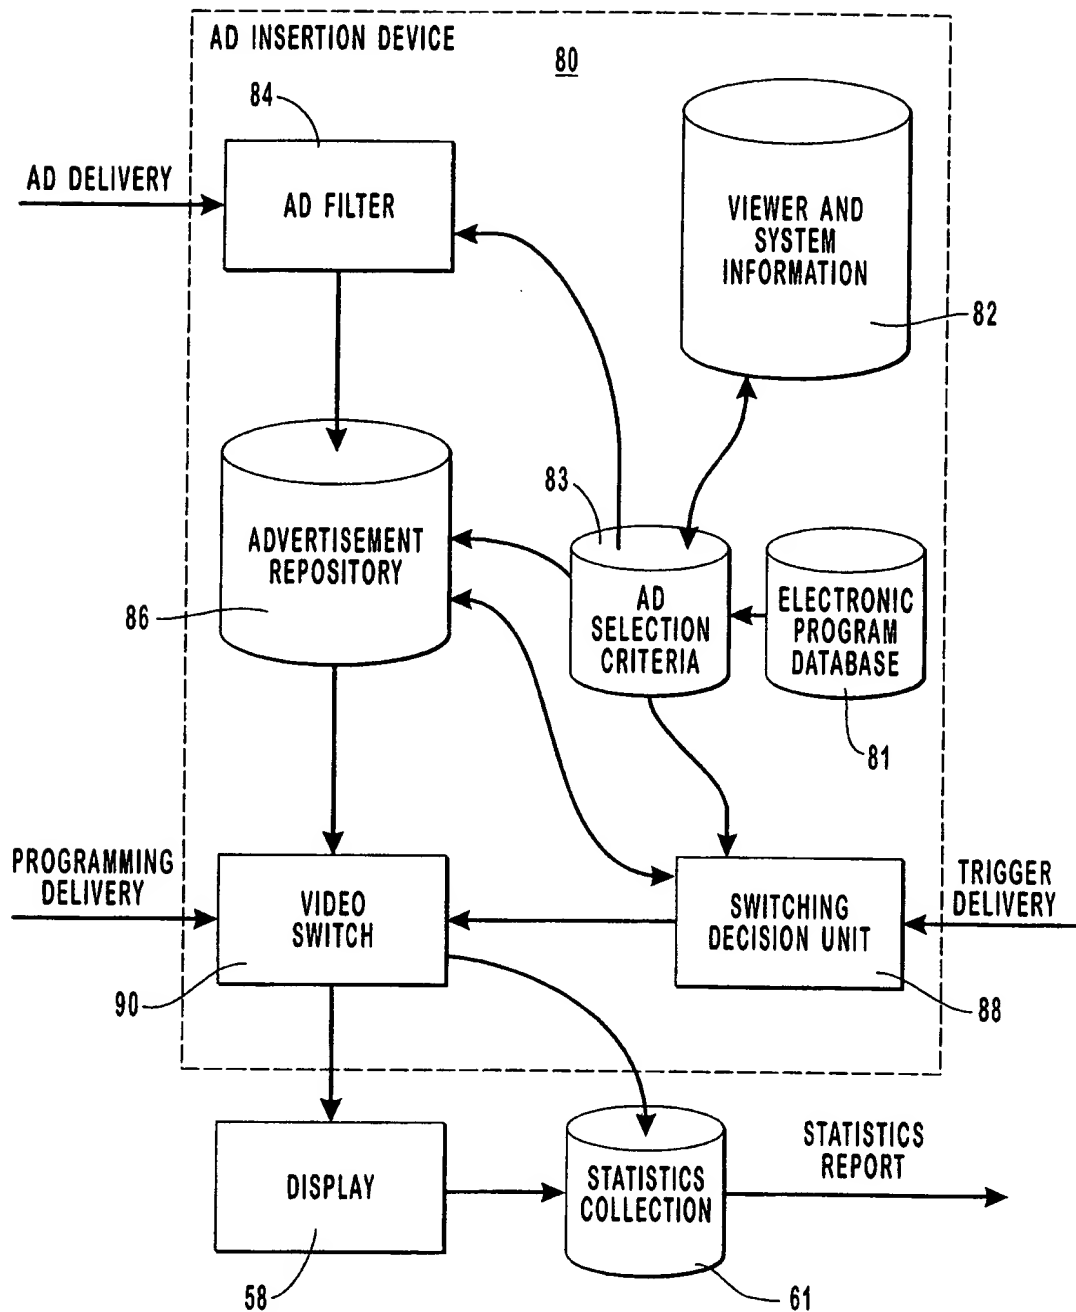 AD INSERTION DEVICE
80
84
AD DELIVERY
AD FILTER
VIEWER AND
SYSTEM
INFORMATION
82
83
ADVERTISEMENT
REPOSITORY
86
AD
SELECTION
CRITERIA
ELECTRONIC
PROGRAM
DATABASE
81
PROGRAMMING
DELIVERY
VIDEO
SWITCH
90
SWITCHING
DECISION UNIT
88
TRIGGER
DELIVERY
DISPLAY
58
STATISTICS
COLLECTION
61
STATISTICS
REPORT